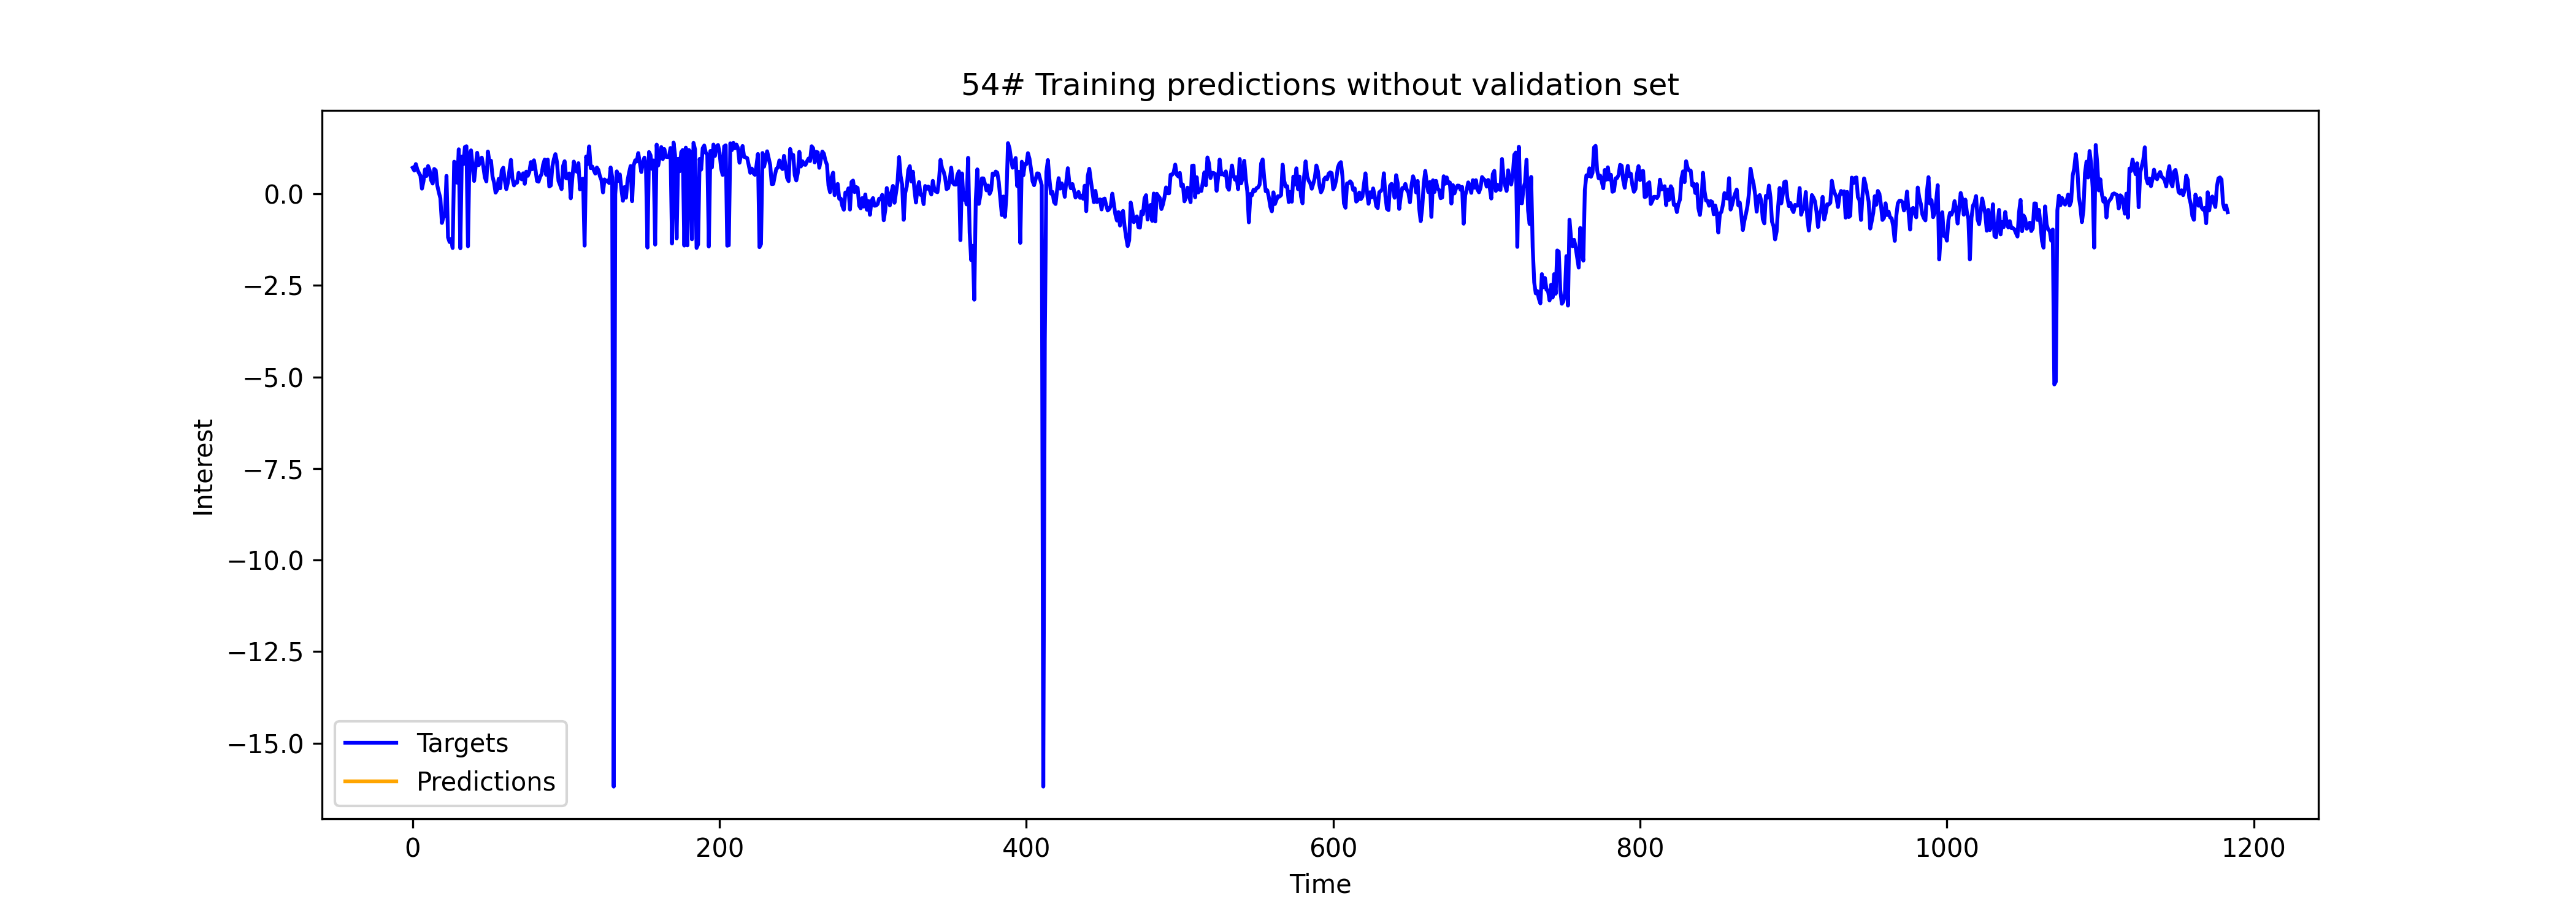 54# Training predictions without validation set
Interest
0.0
−2.5
−5.0
−7.5
−10.0
−12.5
−15.0
Targets
Predictions
0 200 400 600 800 1000 1200
Time